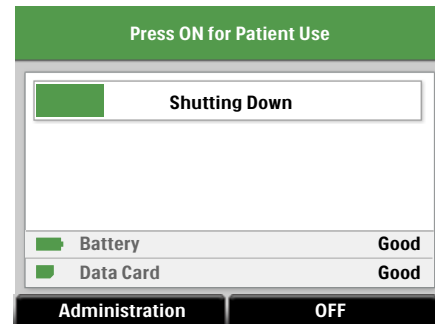 Press ON for Patient Use
Shutting Down
Battery Good
Data Card Good
Administration OFF